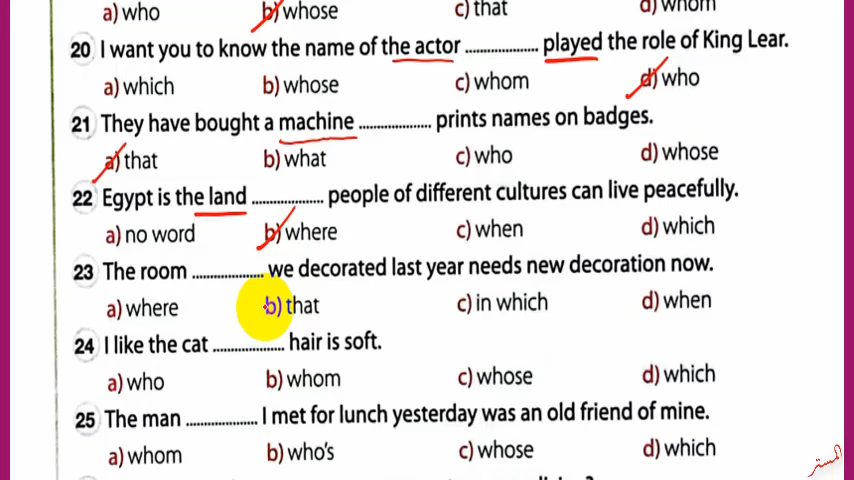 a) who b) whose c) that d) whom
20 I want you to know the name of the actor .................. played the role of King Lear.
a) which b) whose c) whom d) who
21 They have bought a machine .................. prints names on badges.
a) that b) what c) who d) whose
22 Egypt is the land .................. people of different cultures can live peacefully.
a) no word b) where c) when d) which
23 The room .................. we decorated last year needs new decoration now.
a) where b) that c) in which d) when
24 I like the cat .................. hair is soft.
a) who b) whom c) whose d) which
25 The man .................. I met for lunch yesterday was an old friend of mine.
a) whom b) who's c) whose d) which
المستر